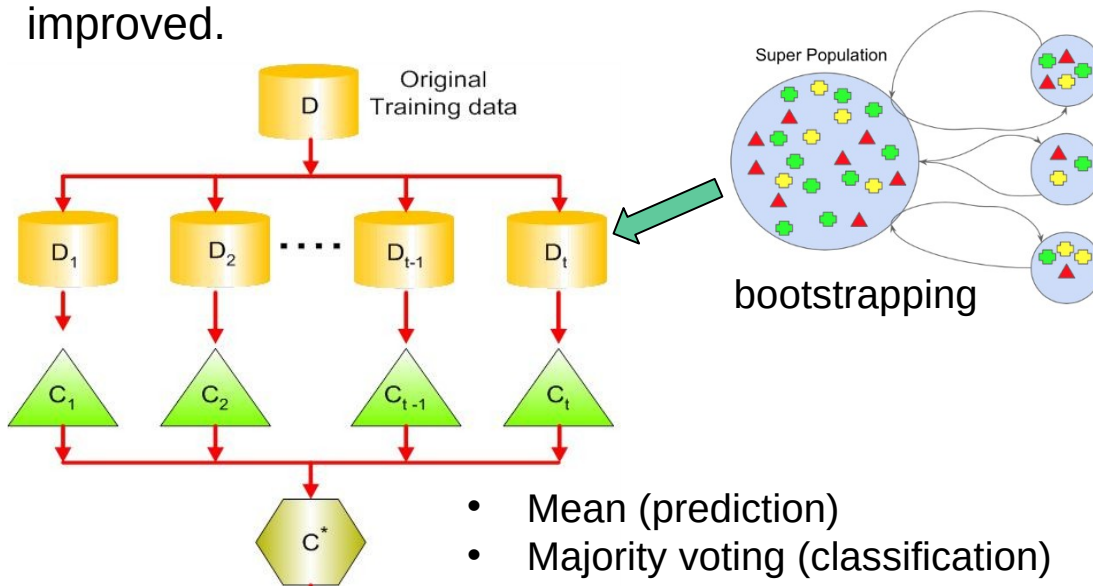 improved.
Super Population
Original
Training data
D
D1
D2
....
Dt-1
Dt
bootstrapping
C1
C2
Ct-1
Ct
C*
• Mean (prediction)
• Majority voting (classification)